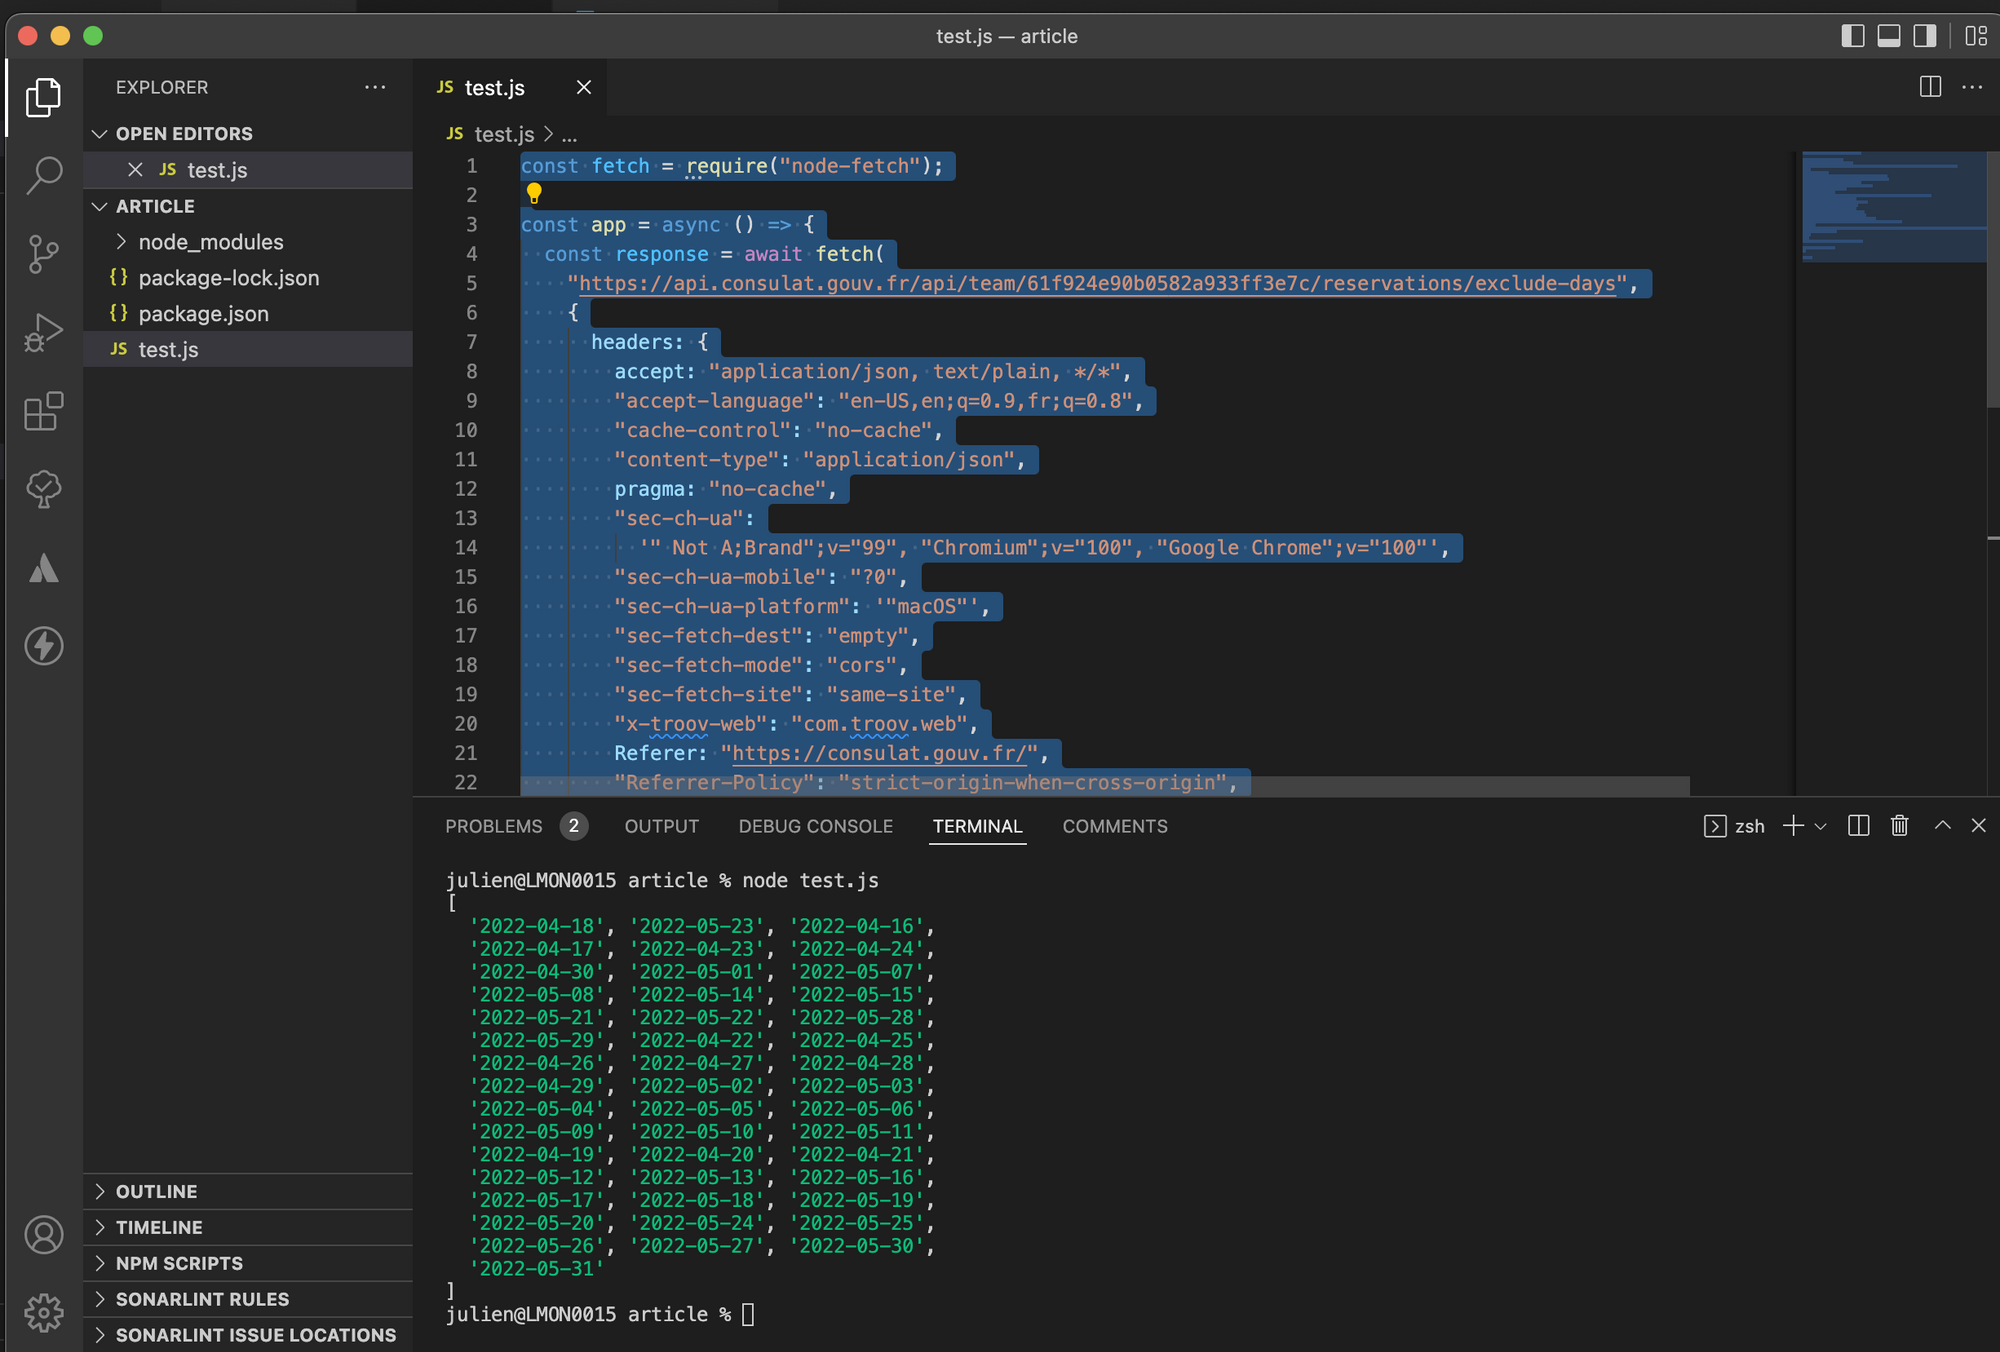 test.js — article
EXPLORER
OPEN EDITORS
JS test.js
ARTICLE
node_modules
{} package-lock.json
{} package.json
JS test.js
OUTLINE
TIMELINE
NPM SCRIPTS
SONARLINT RULES
SONARLINT ISSUE LOCATIONS
JS test.js
JS test.js > ...
1 const fetch = require("node-fetch");
2
3 const app = async () => {
4 const response = await fetch(
5 "https://api.consulat.gouv.fr/api/team/61f924e90b0582a933ff3e7c/reservations/exclude-days",
6 {
7 headers: {
8 accept: "application/json, text/plain, */*",
9 "accept-language": "en-US,en;q=0.9,fr;q=0.8",
10 "cache-control": "no-cache",
11 "content-type": "application/json",
12 pragma: "no-cache",
13 "sec-ch-ua":
14 '" Not A;Brand";v="99", "Chromium";v="100", "Google Chrome";v="100"',
15 "sec-ch-ua-mobile": "?0",
16 "sec-ch-ua-platform": '"macOS"',
17 "sec-fetch-dest": "empty",
18 "sec-fetch-mode": "cors",
19 "sec-fetch-site": "same-site",
20 "x-troov-web": "com.troov.web",
21 Referer: "https://consulat.gouv.fr/",
22 "Referrer-Policy": "strict-origin-when-cross-origin",
PROBLEMS 2 OUTPUT DEBUG CONSOLE TERMINAL COMMENTS zsh
julien@LMON0015 article % node test.js
[
'2022-04-18', '2022-05-23', '2022-04-16',
'2022-04-17', '2022-04-23', '2022-04-24',
'2022-04-30', '2022-05-01', '2022-05-07',
'2022-05-08', '2022-05-14', '2022-05-15',
'2022-05-21', '2022-05-22', '2022-05-28',
'2022-05-29', '2022-04-22', '2022-04-25',
'2022-04-26', '2022-04-27', '2022-04-28',
'2022-04-29', '2022-05-02', '2022-05-03',
'2022-05-04', '2022-05-05', '2022-05-06',
'2022-05-09', '2022-05-10', '2022-05-11',
'2022-04-19', '2022-04-20', '2022-04-21',
'2022-05-12', '2022-05-13', '2022-05-16',
'2022-05-17', '2022-05-18', '2022-05-19',
'2022-05-20', '2022-05-24', '2022-05-25',
'2022-05-26', '2022-05-27', '2022-05-30',
'2022-05-31'
]
julien@LMON0015 article %